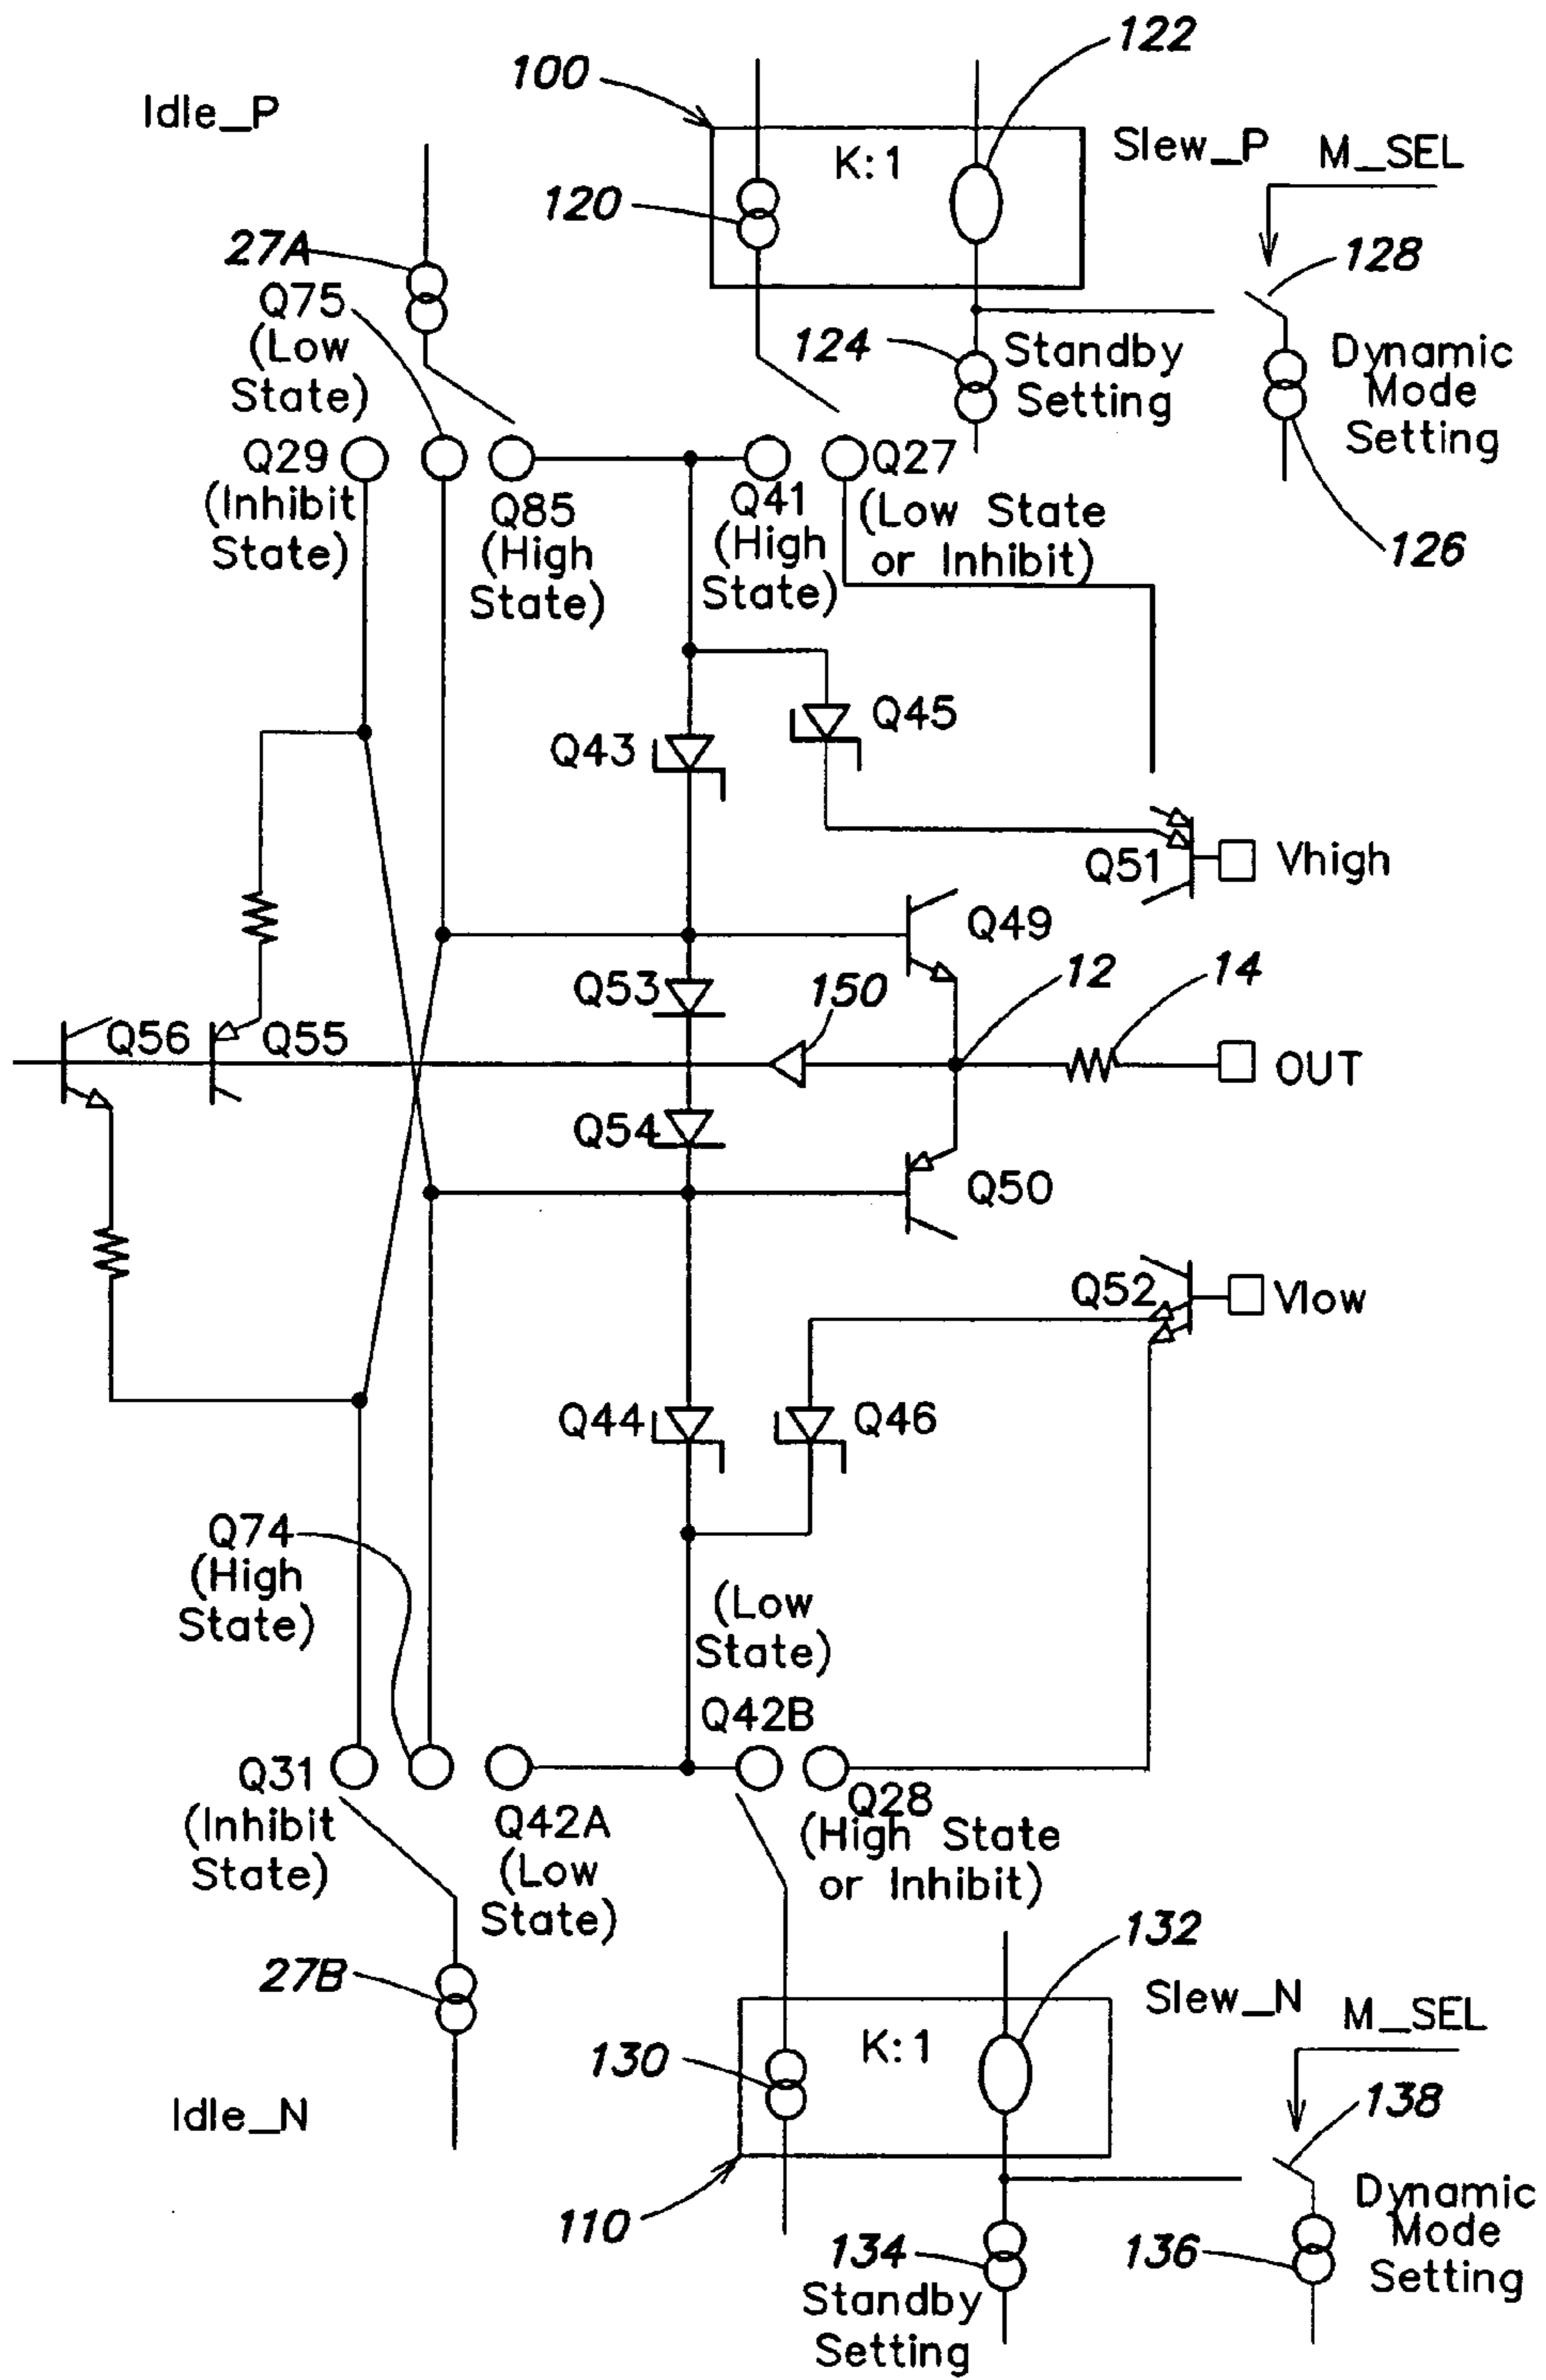 122
100
Idle_P
K:1
Slew_P
M_SEL
120
27A
128
Q75
(Low
State)
124
Standby
Setting
Dynamic
Mode
Setting
Q29
(Inhibit
State)
Q85
(High
State)
Q41
(High
State)
Q27
(Low State
or Inhibit)
126
Q43
Q45
Q51
Vhigh
Q49
Q53
150
12
14
Q56
Q55
OUT
Q54
Q50
Q52
Vlow
Q44
Q46
Q74
(High
State)
(Low
State)
Q42B
Q31
(Inhibit
State)
Q42A
(Low
State)
Q28
(High State
or Inhibit)
27B
132
Slew_N
M_SEL
130
K:1
Idle_N
138
110
134
Standby
Setting
136
Dynamic
Mode
Setting